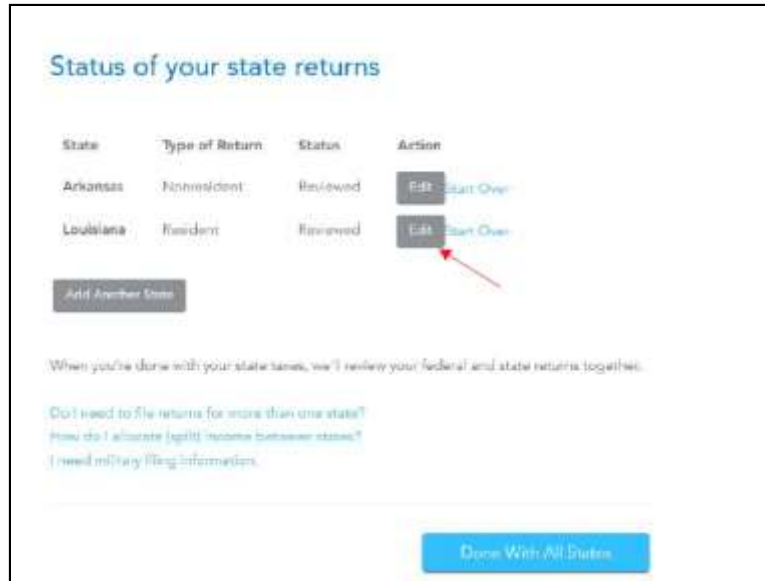 Status of your state returns
State Type of Return Status Action
Arkansas Nonresident Reviewed Edit Start Over
Louisiana Resident Reviewed Edit Start Over
Add Another State
When you're done with your state taxes, we'll review your federal and state returns together.
Do I need to file returns for more than one state?
How do I allocate (split) income between states?
I need military filing information.
Done With All States